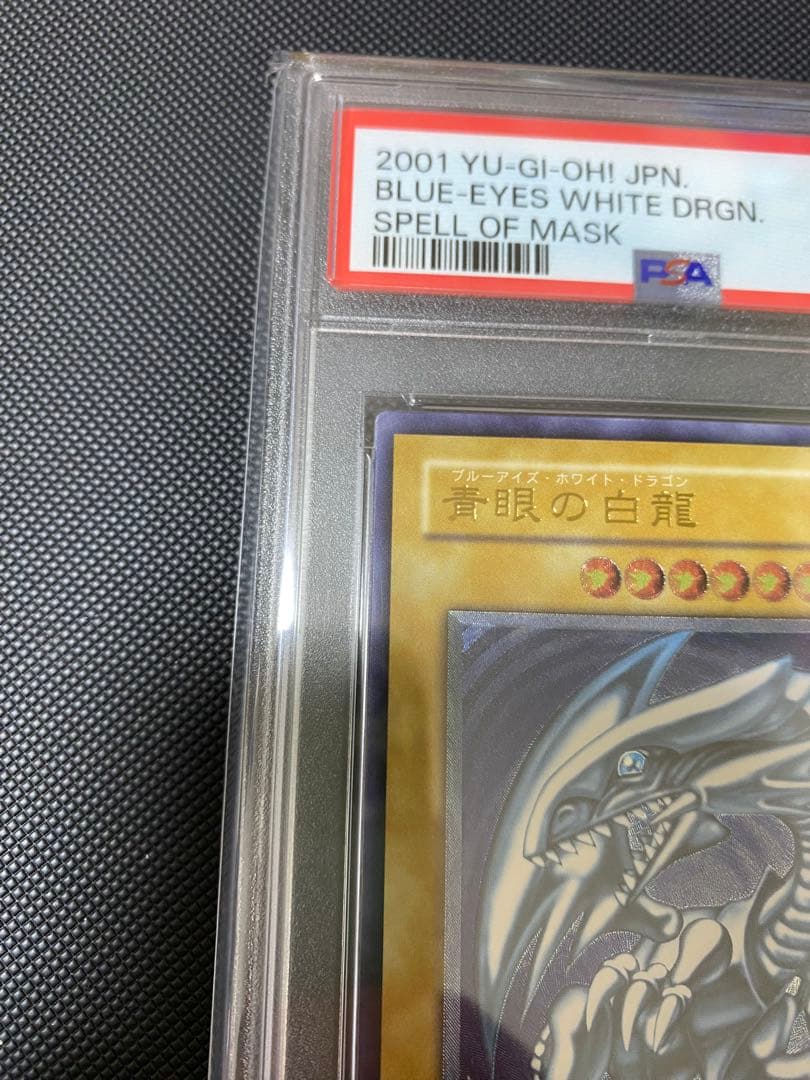 2001 YU-GI-OH! JPN.
BLUE-EYES WHITE DRGN.
SPELL OF MASK
PSA
ブルーアイズ・ホワイト・ドラゴン
青眼の白龍